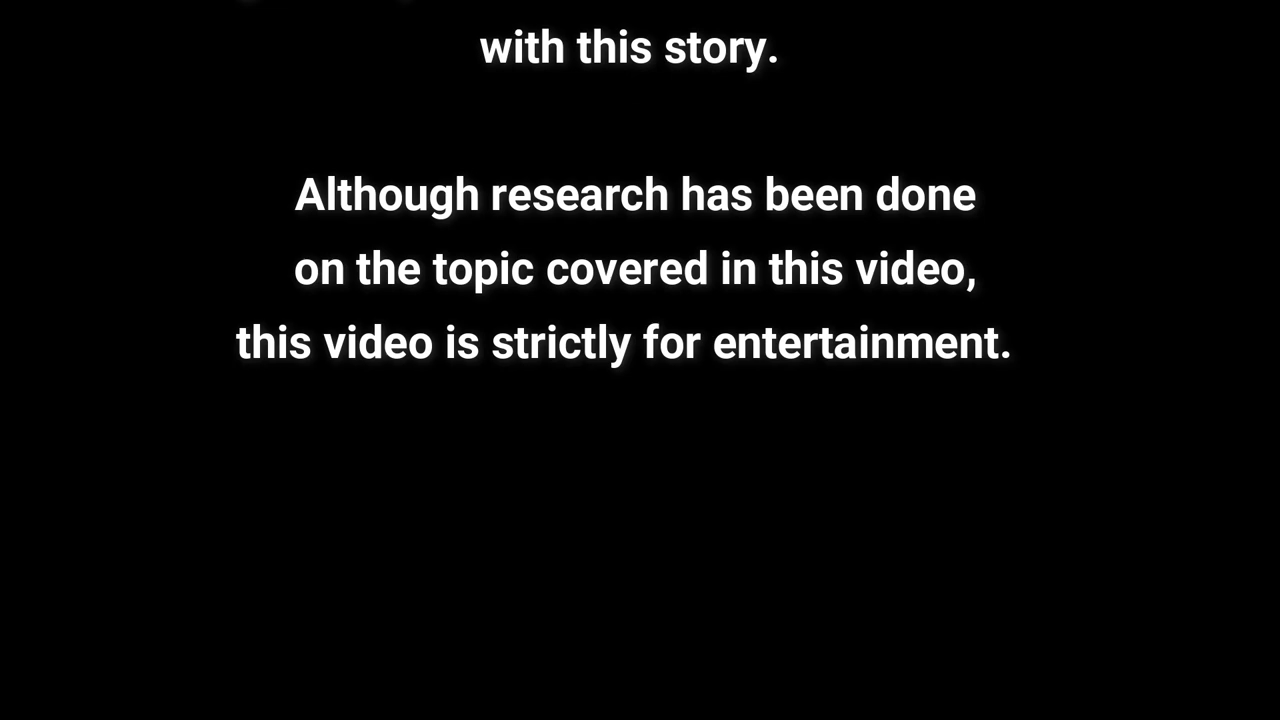 with this story.
Although research has been done
on the topic covered in this video,
this video is strictly for entertainment.